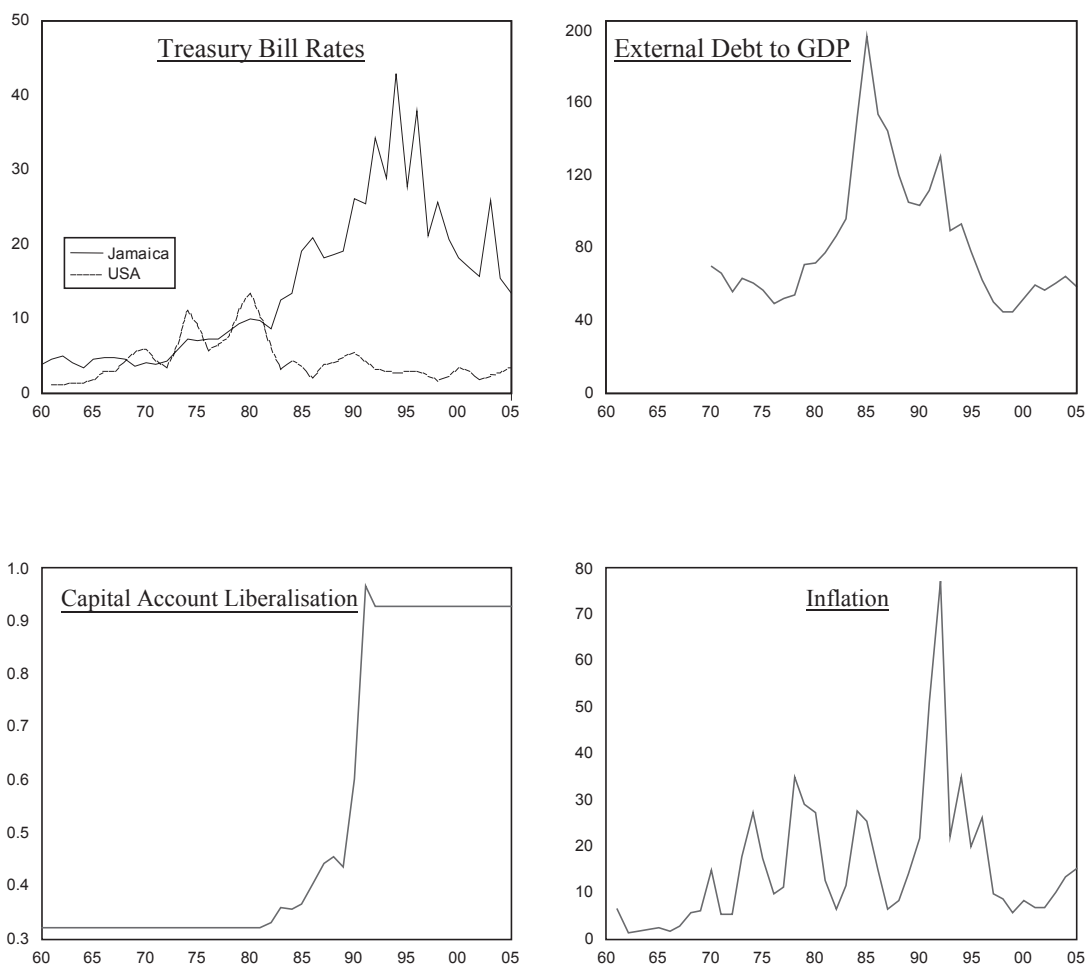 Treasury Bill Rates
50
40
30
20
10
0
Jamaica
USA
60 65 70 75 80 85 90 95 00 05
External Debt to GDP
200
160
120
80
40
0
60 65 70 75 80 85 90 95 00 05
Capital Account Liberalisation
1.0
0.9
0.8
0.7
0.6
0.5
0.4
0.3
60 65 70 75 80 85 90 95 00 05
Inflation
80
70
60
50
40
30
20
10
0
60 65 70 75 80 85 90 95 00 05